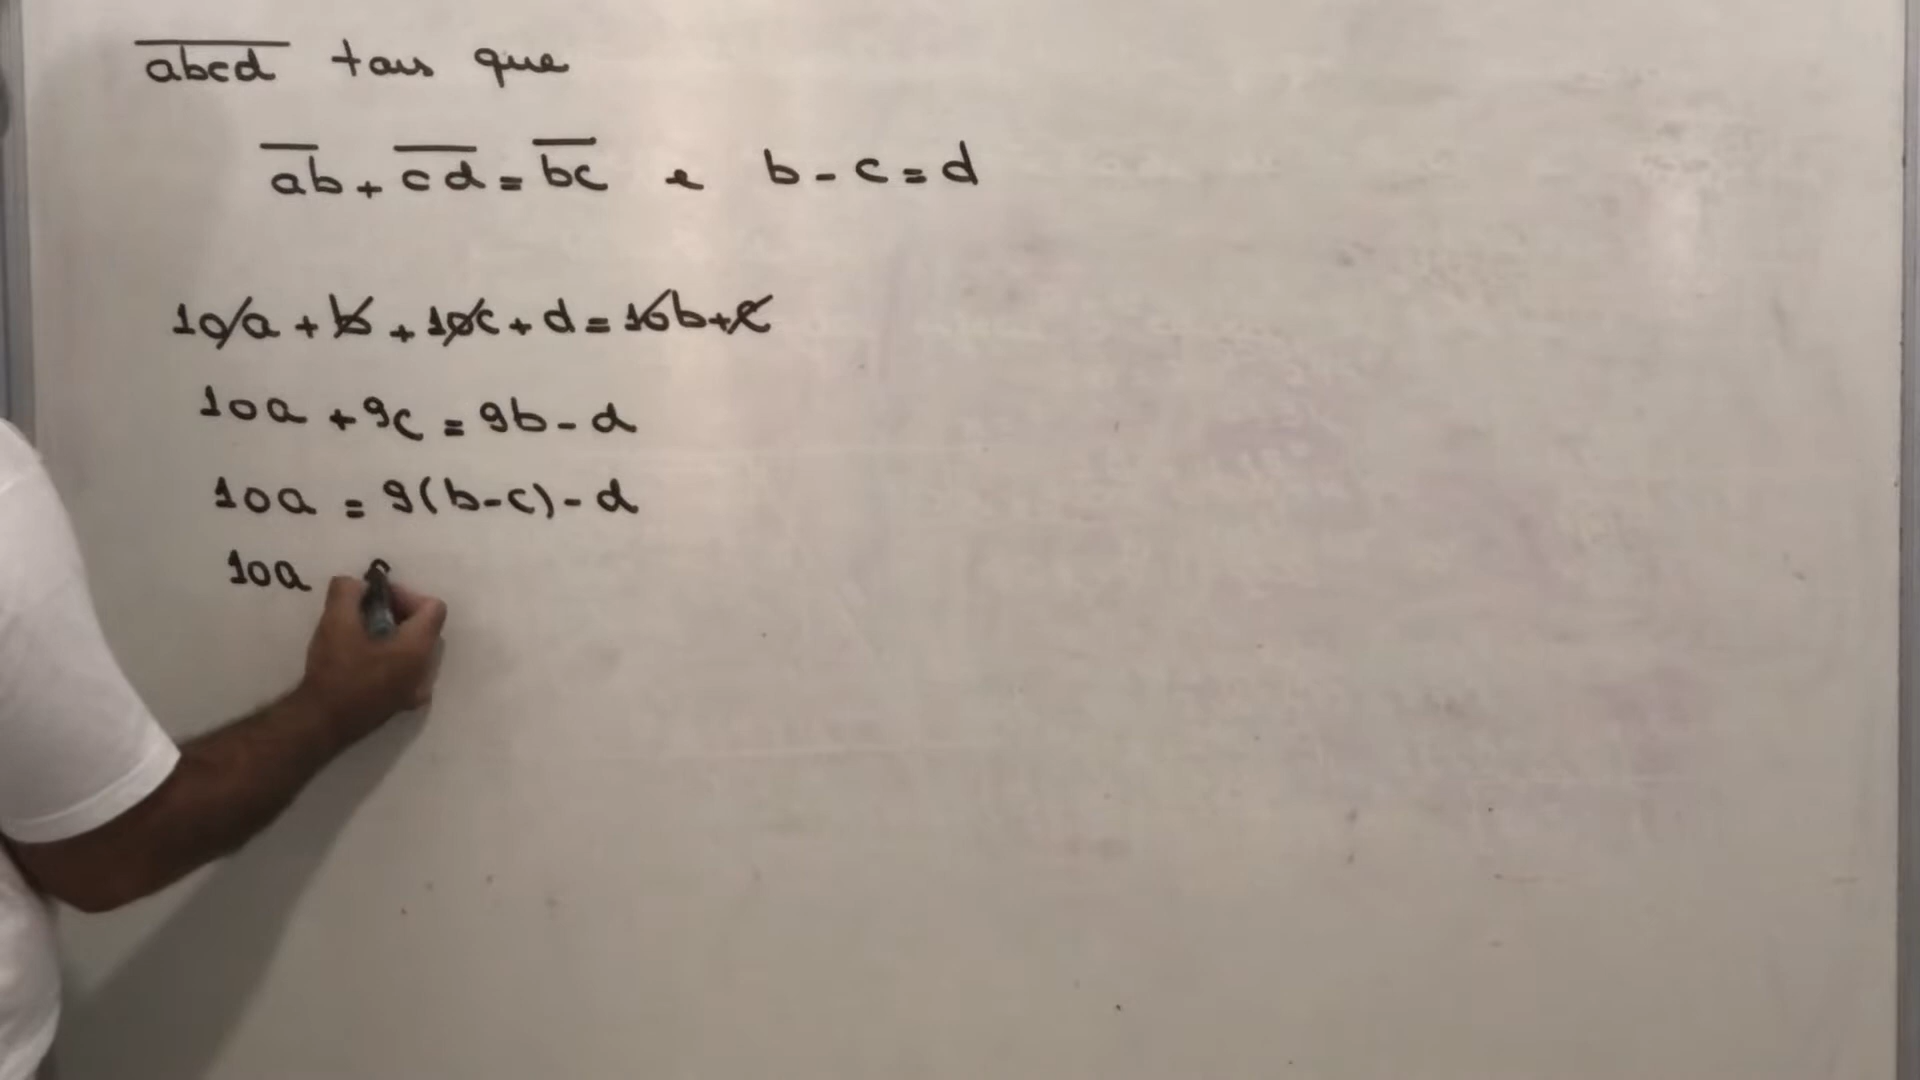 abcd tais que
ab + cd = bc e b - c = d
10a + b + 10c + d = 10b + c
10a + 9c = 9b - d
10a = 9(b-c) - d
10a